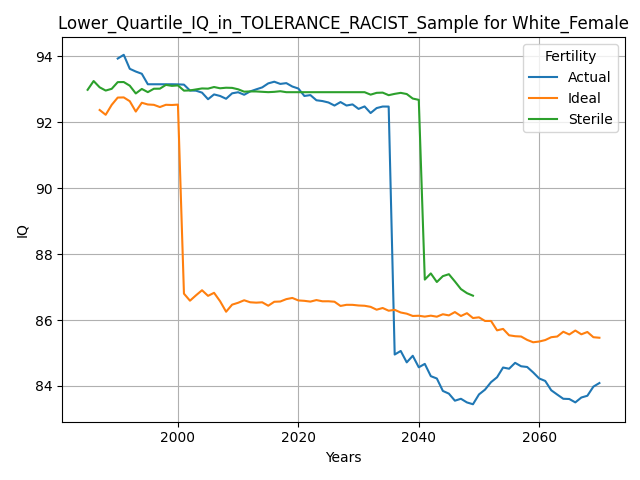 Lower_Quartile_IQ_in_TOLERANCE_RACIST_Sample for White_Female
Fertility
Actual
Ideal
Sterile
IQ
94
92
90
88
86
84
2000
2020
2040
2060
Years